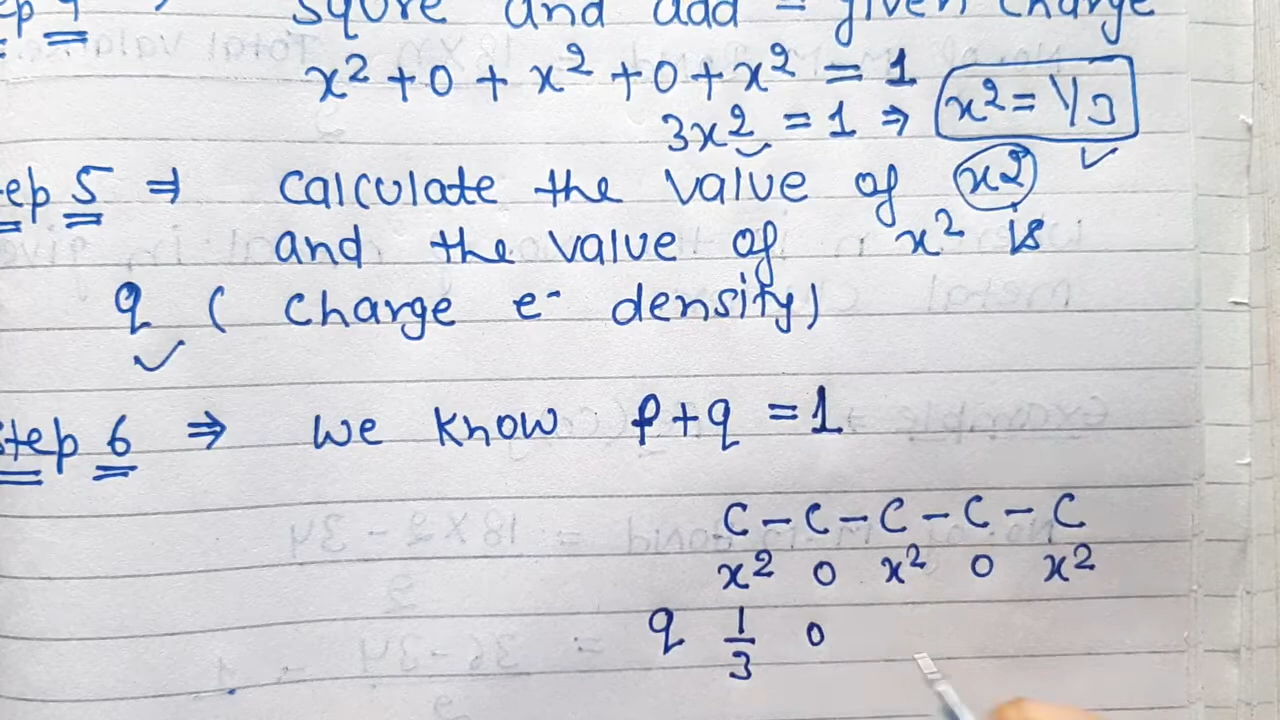 squre and add = given charge
x² + 0 + x² + 0 + x² = 1
3x² = 1 ⇒ x² = 1/3
ep 5 ⇒ calculate the value of x²
and the value of x² is
q ( charge e⁻ density)
step 6 ⇒ we know p+q = 1
C - C - C - C - C
x² 0 x² 0 x²
q 1/3 0